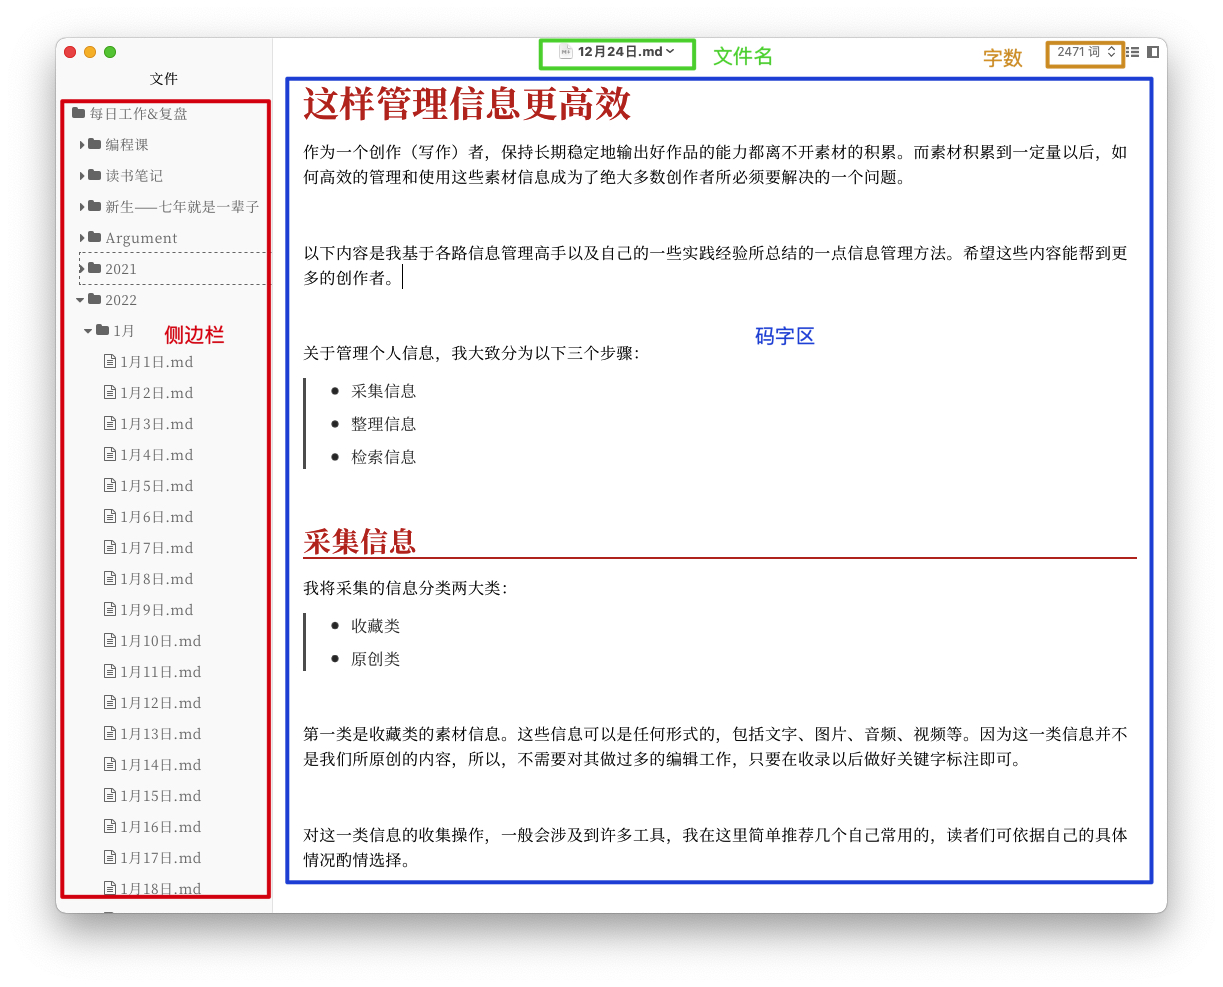 12月24日.md
文件名
字数
2471 词
文件
每日工作&复盘
编程课
读书笔记
新生——七年就是一辈子
Argument
2021
2022
1月
侧边栏
1月1日.md
1月2日.md
1月3日.md
1月4日.md
1月5日.md
1月6日.md
1月7日.md
1月8日.md
1月9日.md
1月10日.md
1月11日.md
1月12日.md
1月13日.md
1月14日.md
1月15日.md
1月16日.md
1月17日.md
1月18日.md
这样管理信息更高效
作为一个创作（写作）者，保持长期稳定地输出好作品的能力都离不开素材的积累。而素材积累到一定量以后，如
何高效的管理和使用这些素材信息成为了绝大多数创作者所必须要解决的一个问题。
以下内容是我基于各路信息管理高手以及自己的一些实践经验所总结的一点信息管理方法。希望这些内容能帮到更
多的创作者。
码字区
关于管理个人信息，我大致分为以下三个步骤：
• 采集信息
• 整理信息
• 检索信息
采集信息
我将采集的信息分类两大类：
• 收藏类
• 原创类
第一类是收藏类的素材信息。这些信息可以是任何形式的，包括文字、图片、音频、视频等。因为这一类信息并不
是我们所原创的内容，所以，不需要对其做过多的编辑工作，只要在收录以后做好关键字标注即可。
对这一类信息的收集操作，一般会涉及到许多工具，我在这里简单推荐几个自己常用的，读者们可依据自己的具体
情况酌情选择。